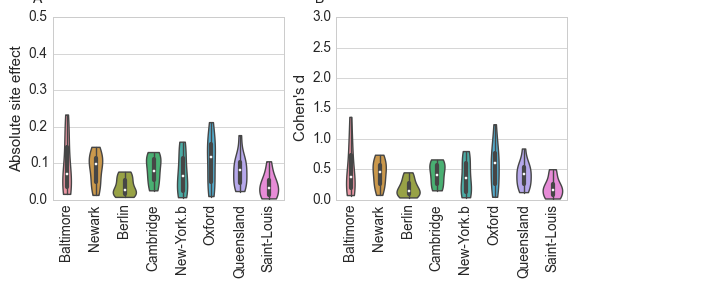 A
B
Absolute site effect
0.5
0.4
0.3
0.2
0.1
0.0
Baltimore
Newark
Berlin
Cambridge
New-York.b
Oxford
Queensland
Saint-Louis
Cohen's d
3.0
2.5
2.0
1.5
1.0
0.5
0.0
Baltimore
Newark
Berlin
Cambridge
New-York.b
Oxford
Queensland
Saint-Louis